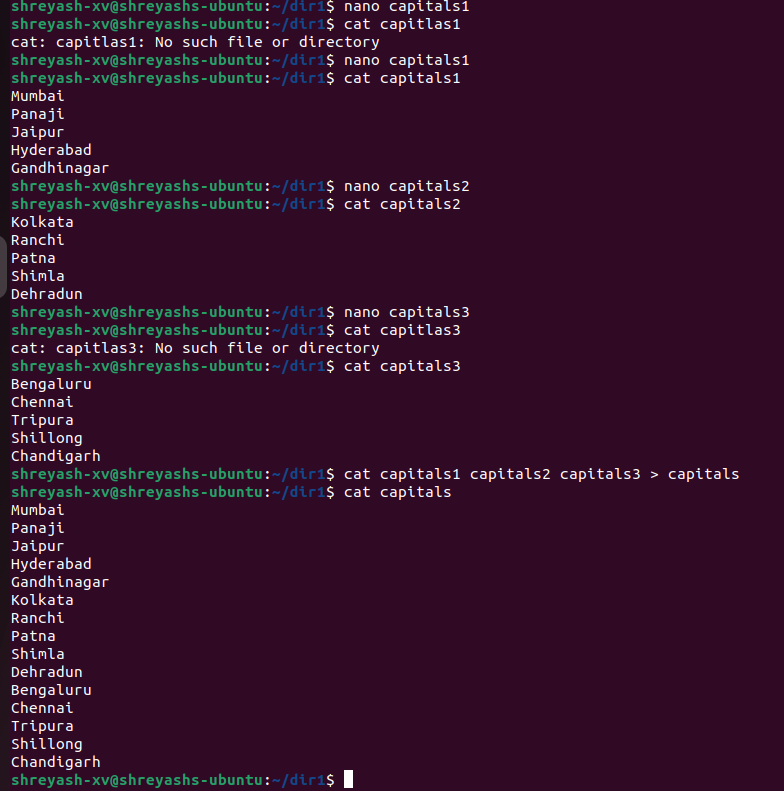 shreyash-xv@shreyashs-ubuntu:~/dir1$ nano capitals1
shreyash-xv@shreyashs-ubuntu:~/dir1$ cat capitlas1
cat: capitlas1: No such file or directory
shreyash-xv@shreyashs-ubuntu:~/dir1$ nano capitals1
shreyash-xv@shreyashs-ubuntu:~/dir1$ cat capitals1
Mumbai
Panaji
Jaipur
Hyderabad
Gandhinagar
shreyash-xv@shreyashs-ubuntu:~/dir1$ nano capitals2
shreyash-xv@shreyashs-ubuntu:~/dir1$ cat capitals2
Kolkata
Ranchi
Patna
Shimla
Dehradun
shreyash-xv@shreyashs-ubuntu:~/dir1$ nano capitals3
shreyash-xv@shreyashs-ubuntu:~/dir1$ cat capitlas3
cat: capitlas3: No such file or directory
shreyash-xv@shreyashs-ubuntu:~/dir1$ cat capitals3
Bengaluru
Chennai
Tripura
Shillong
Chandigarh
shreyash-xv@shreyashs-ubuntu:~/dir1$ cat capitals1 capitals2 capitals3 > capitals
shreyash-xv@shreyashs-ubuntu:~/dir1$ cat capitals
Mumbai
Panaji
Jaipur
Hyderabad
Gandhinagar
Kolkata
Ranchi
Patna
Shimla
Dehradun
Bengaluru
Chennai
Tripura
Shillong
Chandigarh
shreyash-xv@shreyashs-ubuntu:~/dir1$